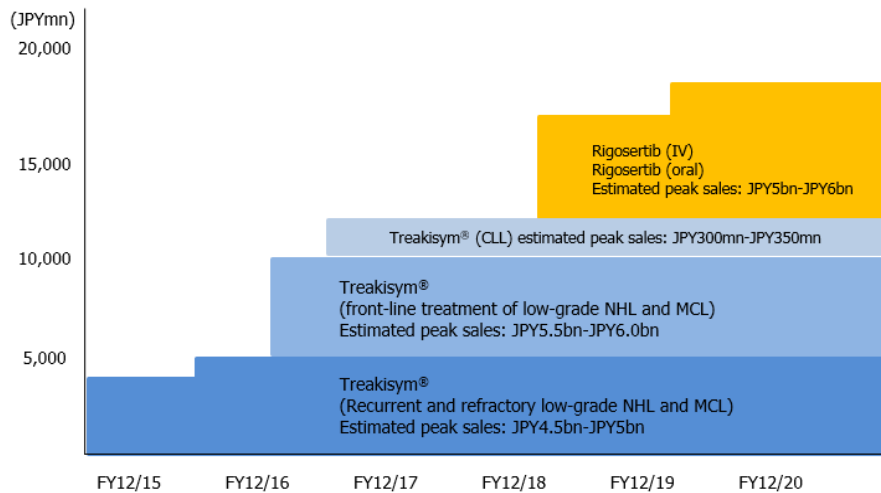 (JPYmn)
20,000
15,000
10,000
5,000
Rigosertib (IV)
Rigosertib (oral)
Estimated peak sales: JPY5bn-JPY6bn
Treakisym® (CLL) estimated peak sales: JPY300mn-JPY350mn
Treakisym®
(front-line treatment of low-grade NHL and MCL)
Estimated peak sales: JPY5.5bn-JPY6.0bn
Treakisym®
(Recurrent and refractory low-grade NHL and MCL)
Estimated peak sales: JPY4.5bn-JPY5bn
FY12/15 FY12/16 FY12/17 FY12/18 FY12/19 FY12/20